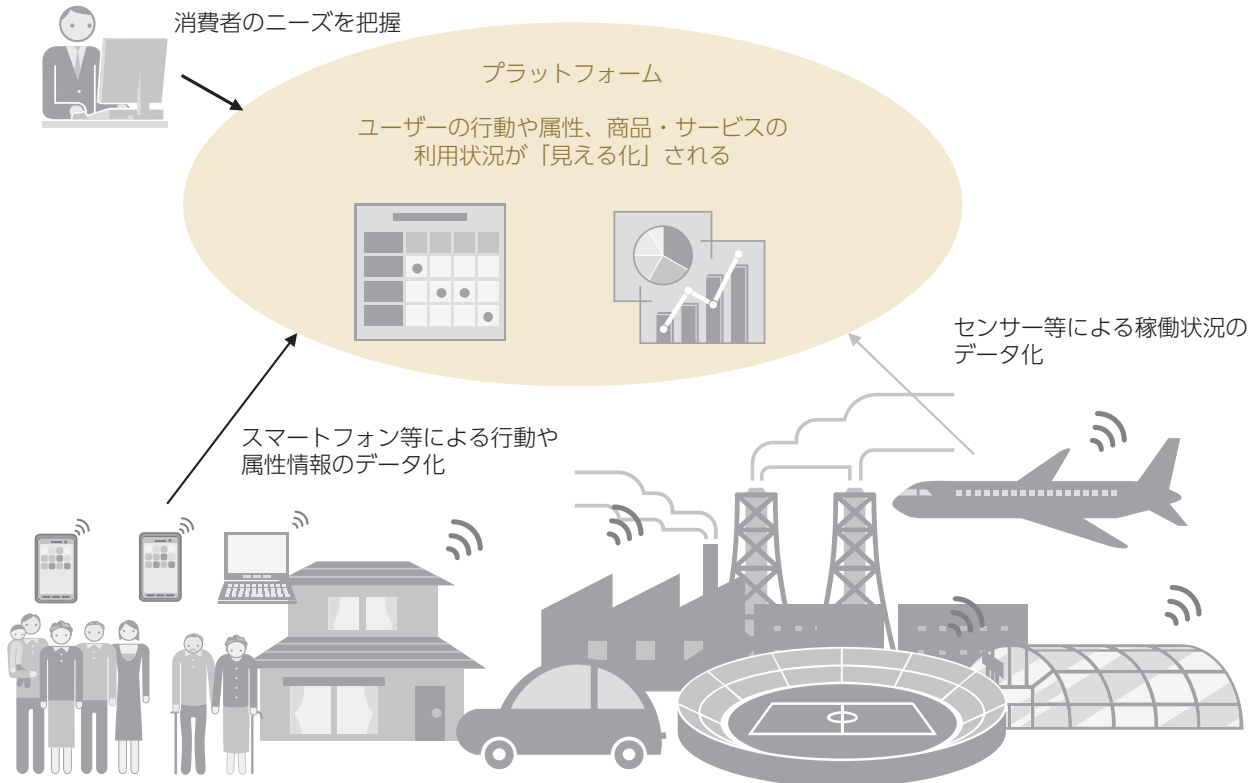 消費者のニーズを把握
プラットフォーム
ユーザーの行動や属性、商品・サービスの
利用状況が「見える化」される
センサー等による稼働状況の
データ化
スマートフォン等による行動や
属性情報のデータ化